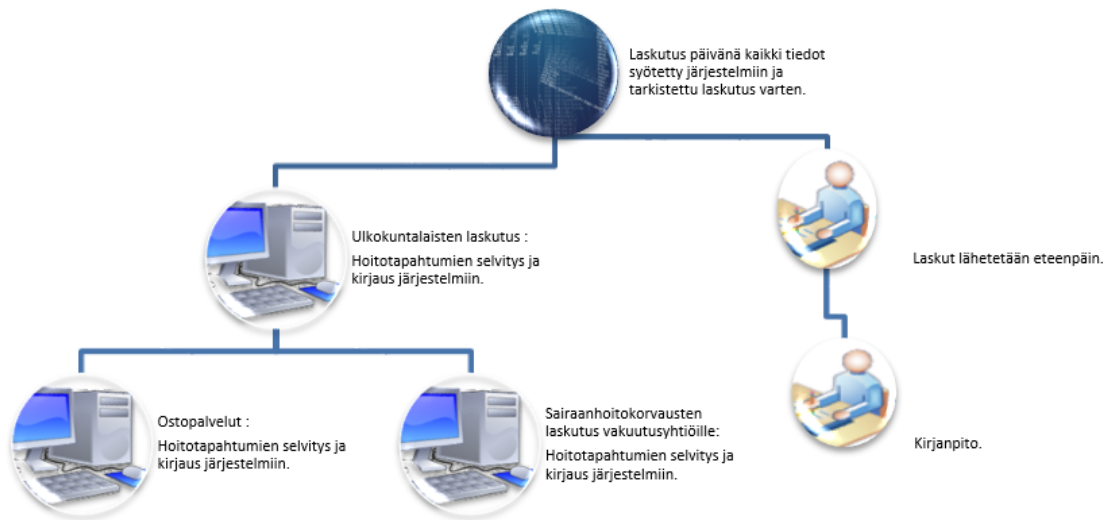 Laskutus päivänä kaikki tiedot
syötetty järjestelmiin ja
tarkistettu laskutus varten.
Ulkokuntalaisten laskutus :
Hoitotapahtumien selvitys ja
kirjaus järjestelmiin.
Laskut lähetetään eteenpäin.
Ostopalvelut :
Hoitotapahtumien selvitys ja
kirjaus järjestelmiin.
Sairaanhoitokorvausten
laskutus vakuutusyhtiöille:
Hoitotapahtumien selvitys ja
kirjaus järjestelmiin.
Kirjanpito.